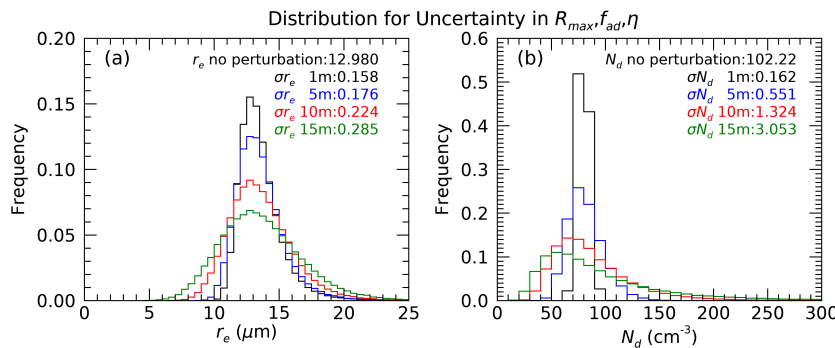 Distribution for Uncertainty in R_max,f_ad,η
(a)
r_e no perturbation:12.980
σr_e 1m:0.158
σr_e 5m:0.176
σr_e 10m:0.224
σr_e 15m:0.285
Frequency
0.20
0.15
0.10
0.05
0.00
0 5 10 15 20 25
r_e (μm)
(b)
N_d no perturbation:102.22
σN_d 1m:0.162
σN_d 5m:0.551
σN_d 10m:1.324
σN_d 15m:3.053
Frequency
0.6
0.5
0.4
0.3
0.2
0.1
0.0
0 50 100 150 200 250 300
N_d (cm⁻³)